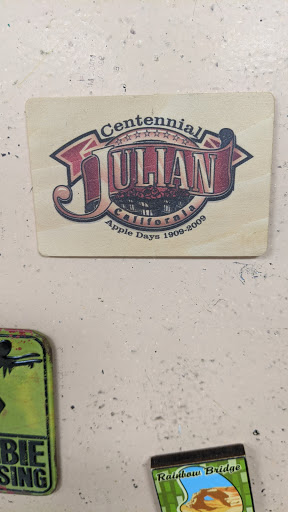 Centennial
JULIAN
California
Apple Days 1909-2009
BIE
SING
Rainbow Bridge